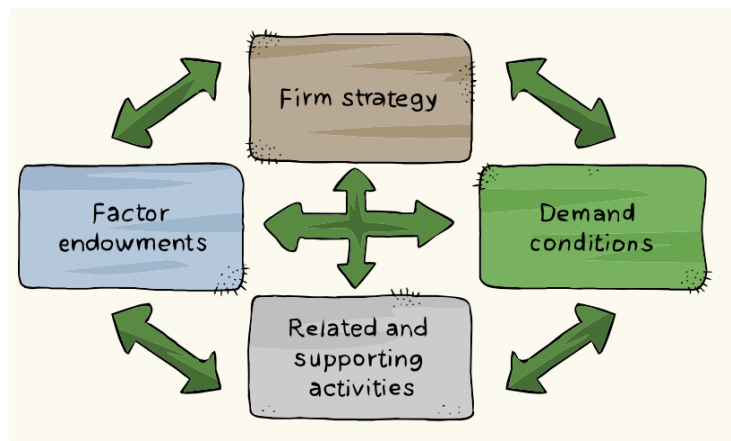 Firm strategy
Factor
endowments
Demand
conditions
Related and
supporting
activities